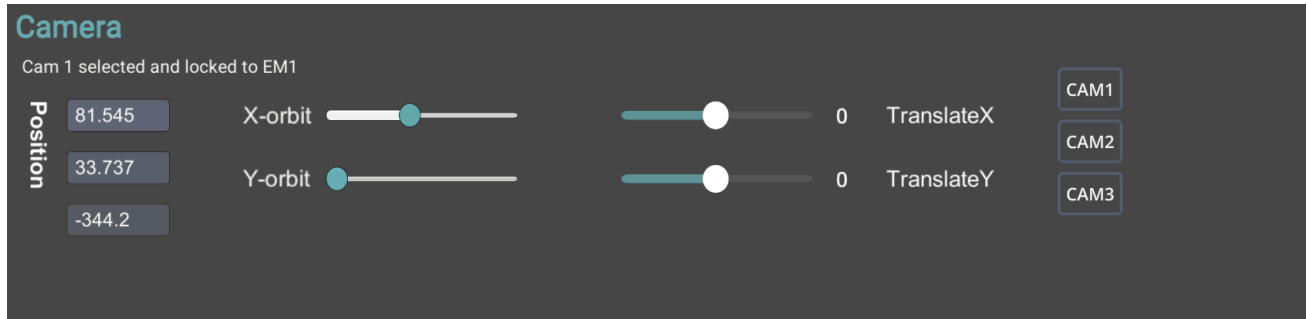 Camera
Cam 1 selected and locked to EM1
Position
81.545
33.737
-344.2
X-orbit
Y-orbit
0 TranslateX
0 TranslateY
CAM1
CAM2
CAM3